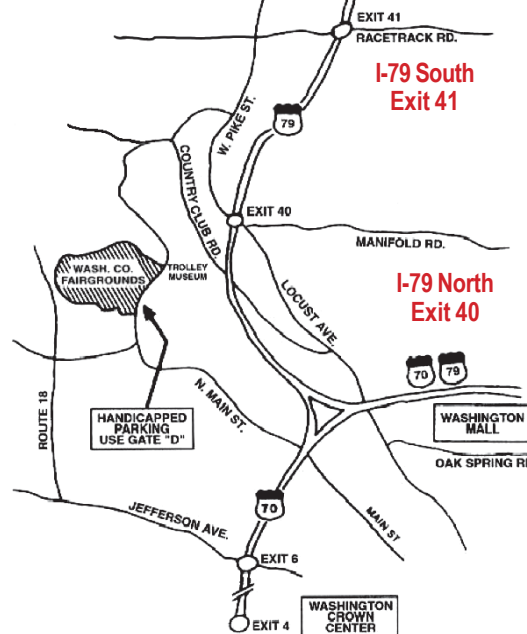 EXIT 41
RACETRACK RD.
I-79 South
Exit 41
79
W. PIKE ST.
COUNTRY CLUB RD.
EXIT 40
MANIFOLD RD.
WASH. CO.
FAIRGROUNDS
TROLLEY
MUSEUM
LOCUST AVE.
I-79 North
Exit 40
70
79
ROUTE 18
HANDICAPPED
PARKING
USE GATE "D"
N. MAIN ST.
WASHINGTON
MALL
OAK SPRING R
70
MAIN ST
JEFFERSON AVE.
EXIT 6
EXIT 4
WASHINGTON
CROWN
CENTER